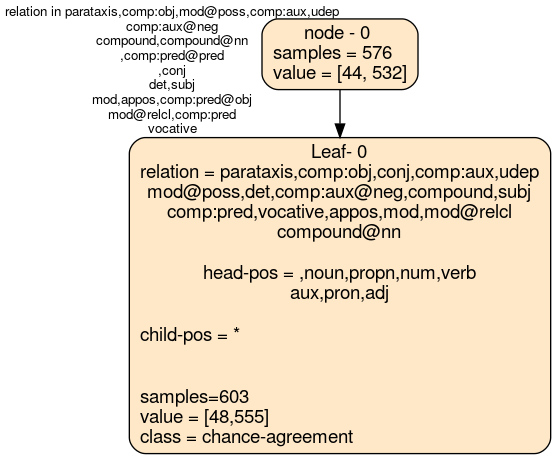 relation in parataxis,comp:obj,mod@poss,comp:aux,udep
comp:aux@neg
compound,compound@nn
,comp:pred@pred
,conj
det,subj
mod,appos,comp:pred@obj
mod@relcl,comp:pred
vocative
node - 0
samples = 576
value = [44, 532]
Leaf- 0
relation = parataxis,comp:obj,conj,comp:aux,udep
mod@poss,det,comp:aux@neg,compound,subj
comp:pred,vocative,appos,mod,mod@relcl
compound@nn
head-pos = ,noun,propn,num,verb
aux,pron,adj
child-pos = *
samples=603
value = [48,555]
class = chance-agreement